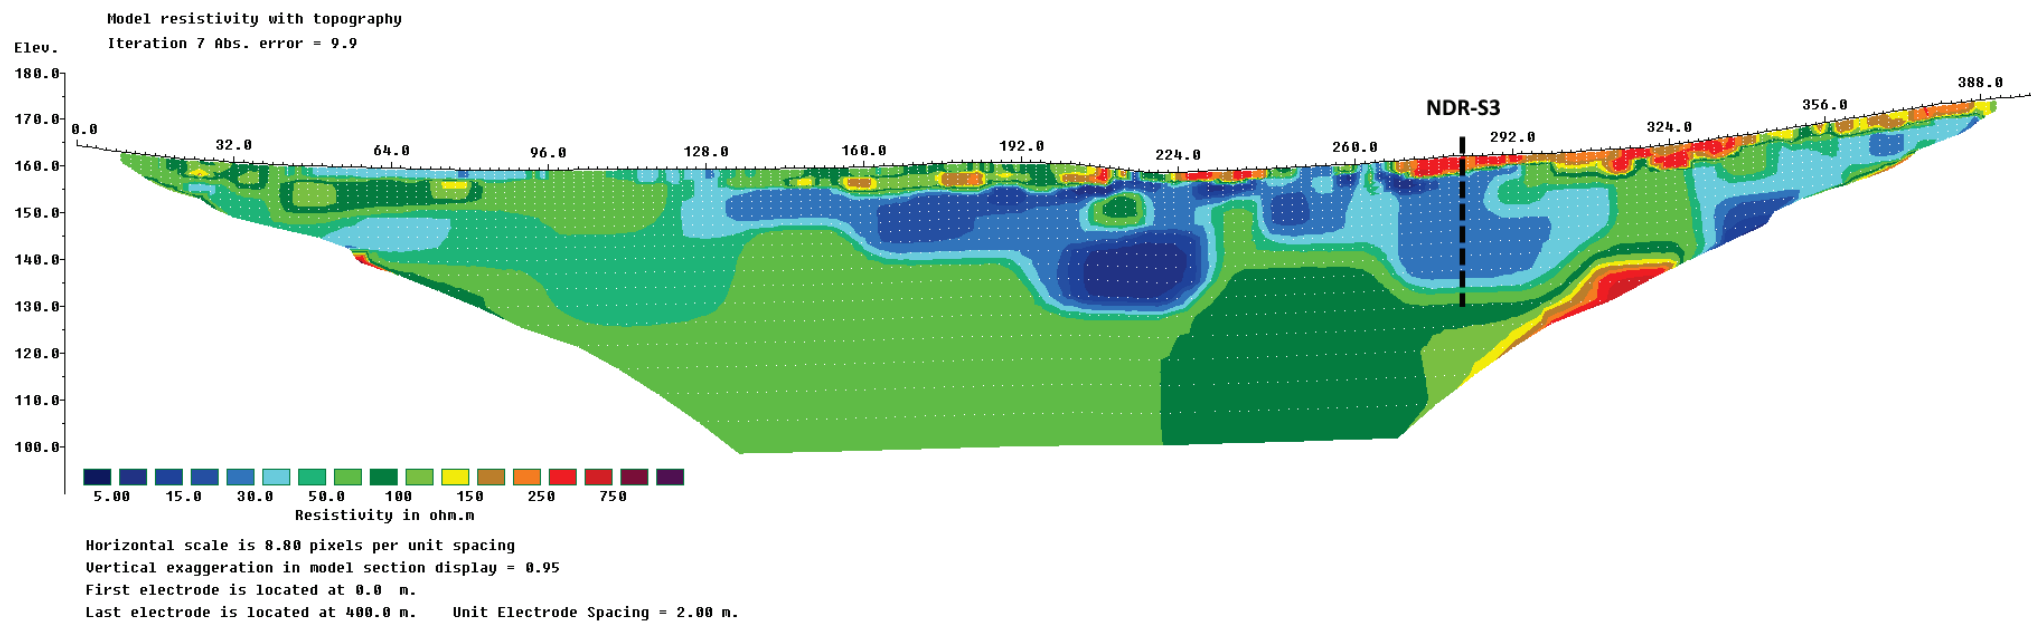 Model resistivity with topography
Iteration 7 Abs. error = 9.9
Elev.
180.0
170.0
160.0
150.0
140.0
130.0
120.0
110.0
100.0
0.0
32.0
64.0
96.0
128.0
160.0
192.0
224.0
260.0
NDR-S3
292.0
324.0
356.0
388.0
5.00 15.0 30.0 50.0 100 150 250 750
Resistivity in ohm.m
Horizontal scale is 8.80 pixels per unit spacing
Vertical exaggeration in model section display = 0.95
First electrode is located at 0.0 m.
Last electrode is located at 400.0 m. Unit Electrode Spacing = 2.00 m.